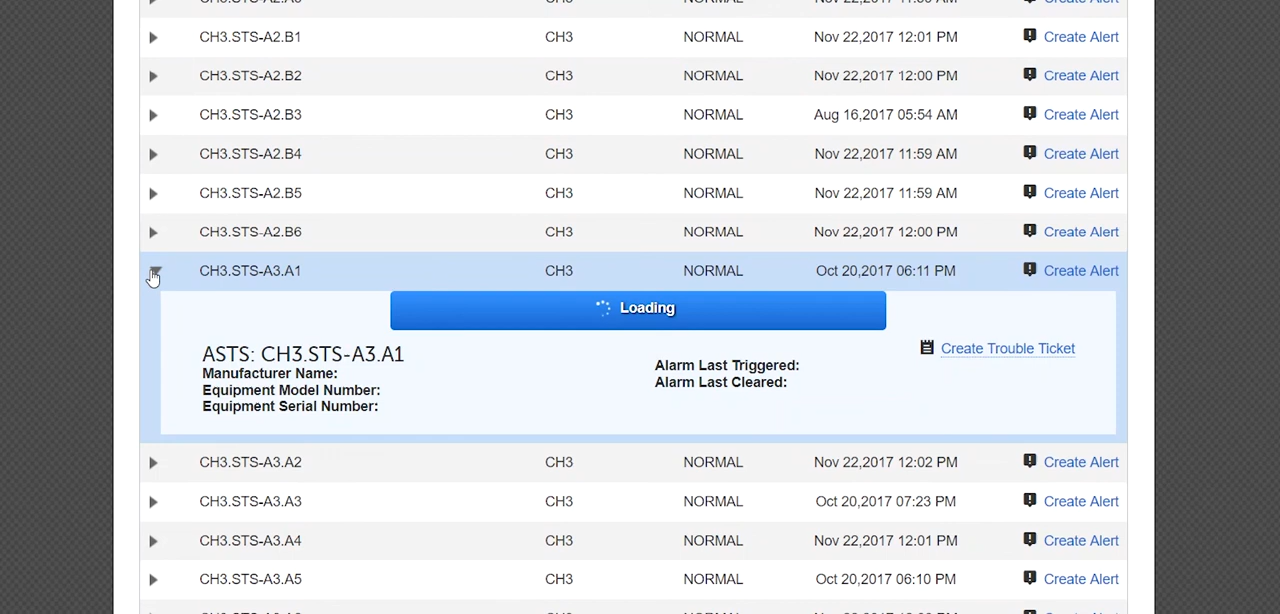 Nov 22,2017 11:59 AM Create Alert
CH3.STS-A2.B1 CH3 NORMAL Nov 22,2017 12:01 PM Create Alert
CH3.STS-A2.B2 CH3 NORMAL Nov 22,2017 12:00 PM Create Alert
CH3.STS-A2.B3 CH3 NORMAL Aug 16,2017 05:54 AM Create Alert
CH3.STS-A2.B4 CH3 NORMAL Nov 22,2017 11:59 AM Create Alert
CH3.STS-A2.B5 CH3 NORMAL Nov 22,2017 11:59 AM Create Alert
CH3.STS-A2.B6 CH3 NORMAL Nov 22,2017 12:00 PM Create Alert
CH3.STS-A3.A1 CH3 NORMAL Oct 20,2017 06:11 PM Create Alert
Loading
Create Trouble Ticket
ASTS: CH3.STS-A3.A1
Manufacturer Name:
Equipment Model Number:
Equipment Serial Number:
Alarm Last Triggered:
Alarm Last Cleared:
CH3.STS-A3.A2 CH3 NORMAL Nov 22,2017 12:02 PM Create Alert
CH3.STS-A3.A3 CH3 NORMAL Oct 20,2017 07:23 PM Create Alert
CH3.STS-A3.A4 CH3 NORMAL Nov 22,2017 12:01 PM Create Alert
CH3.STS-A3.A5 CH3 NORMAL Oct 20,2017 06:10 PM Create Alert